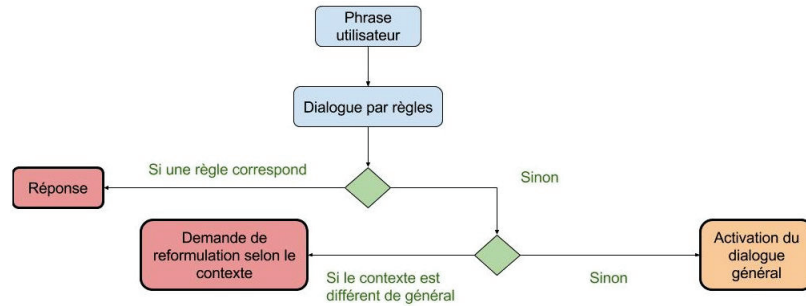 Phrase
utilisateur
Dialogue par règles
Si une règle correspond
Sinon
Réponse
Demande de
reformulation selon le
contexte
Si le contexte est
différent de général
Sinon
Activation du
dialogue
général